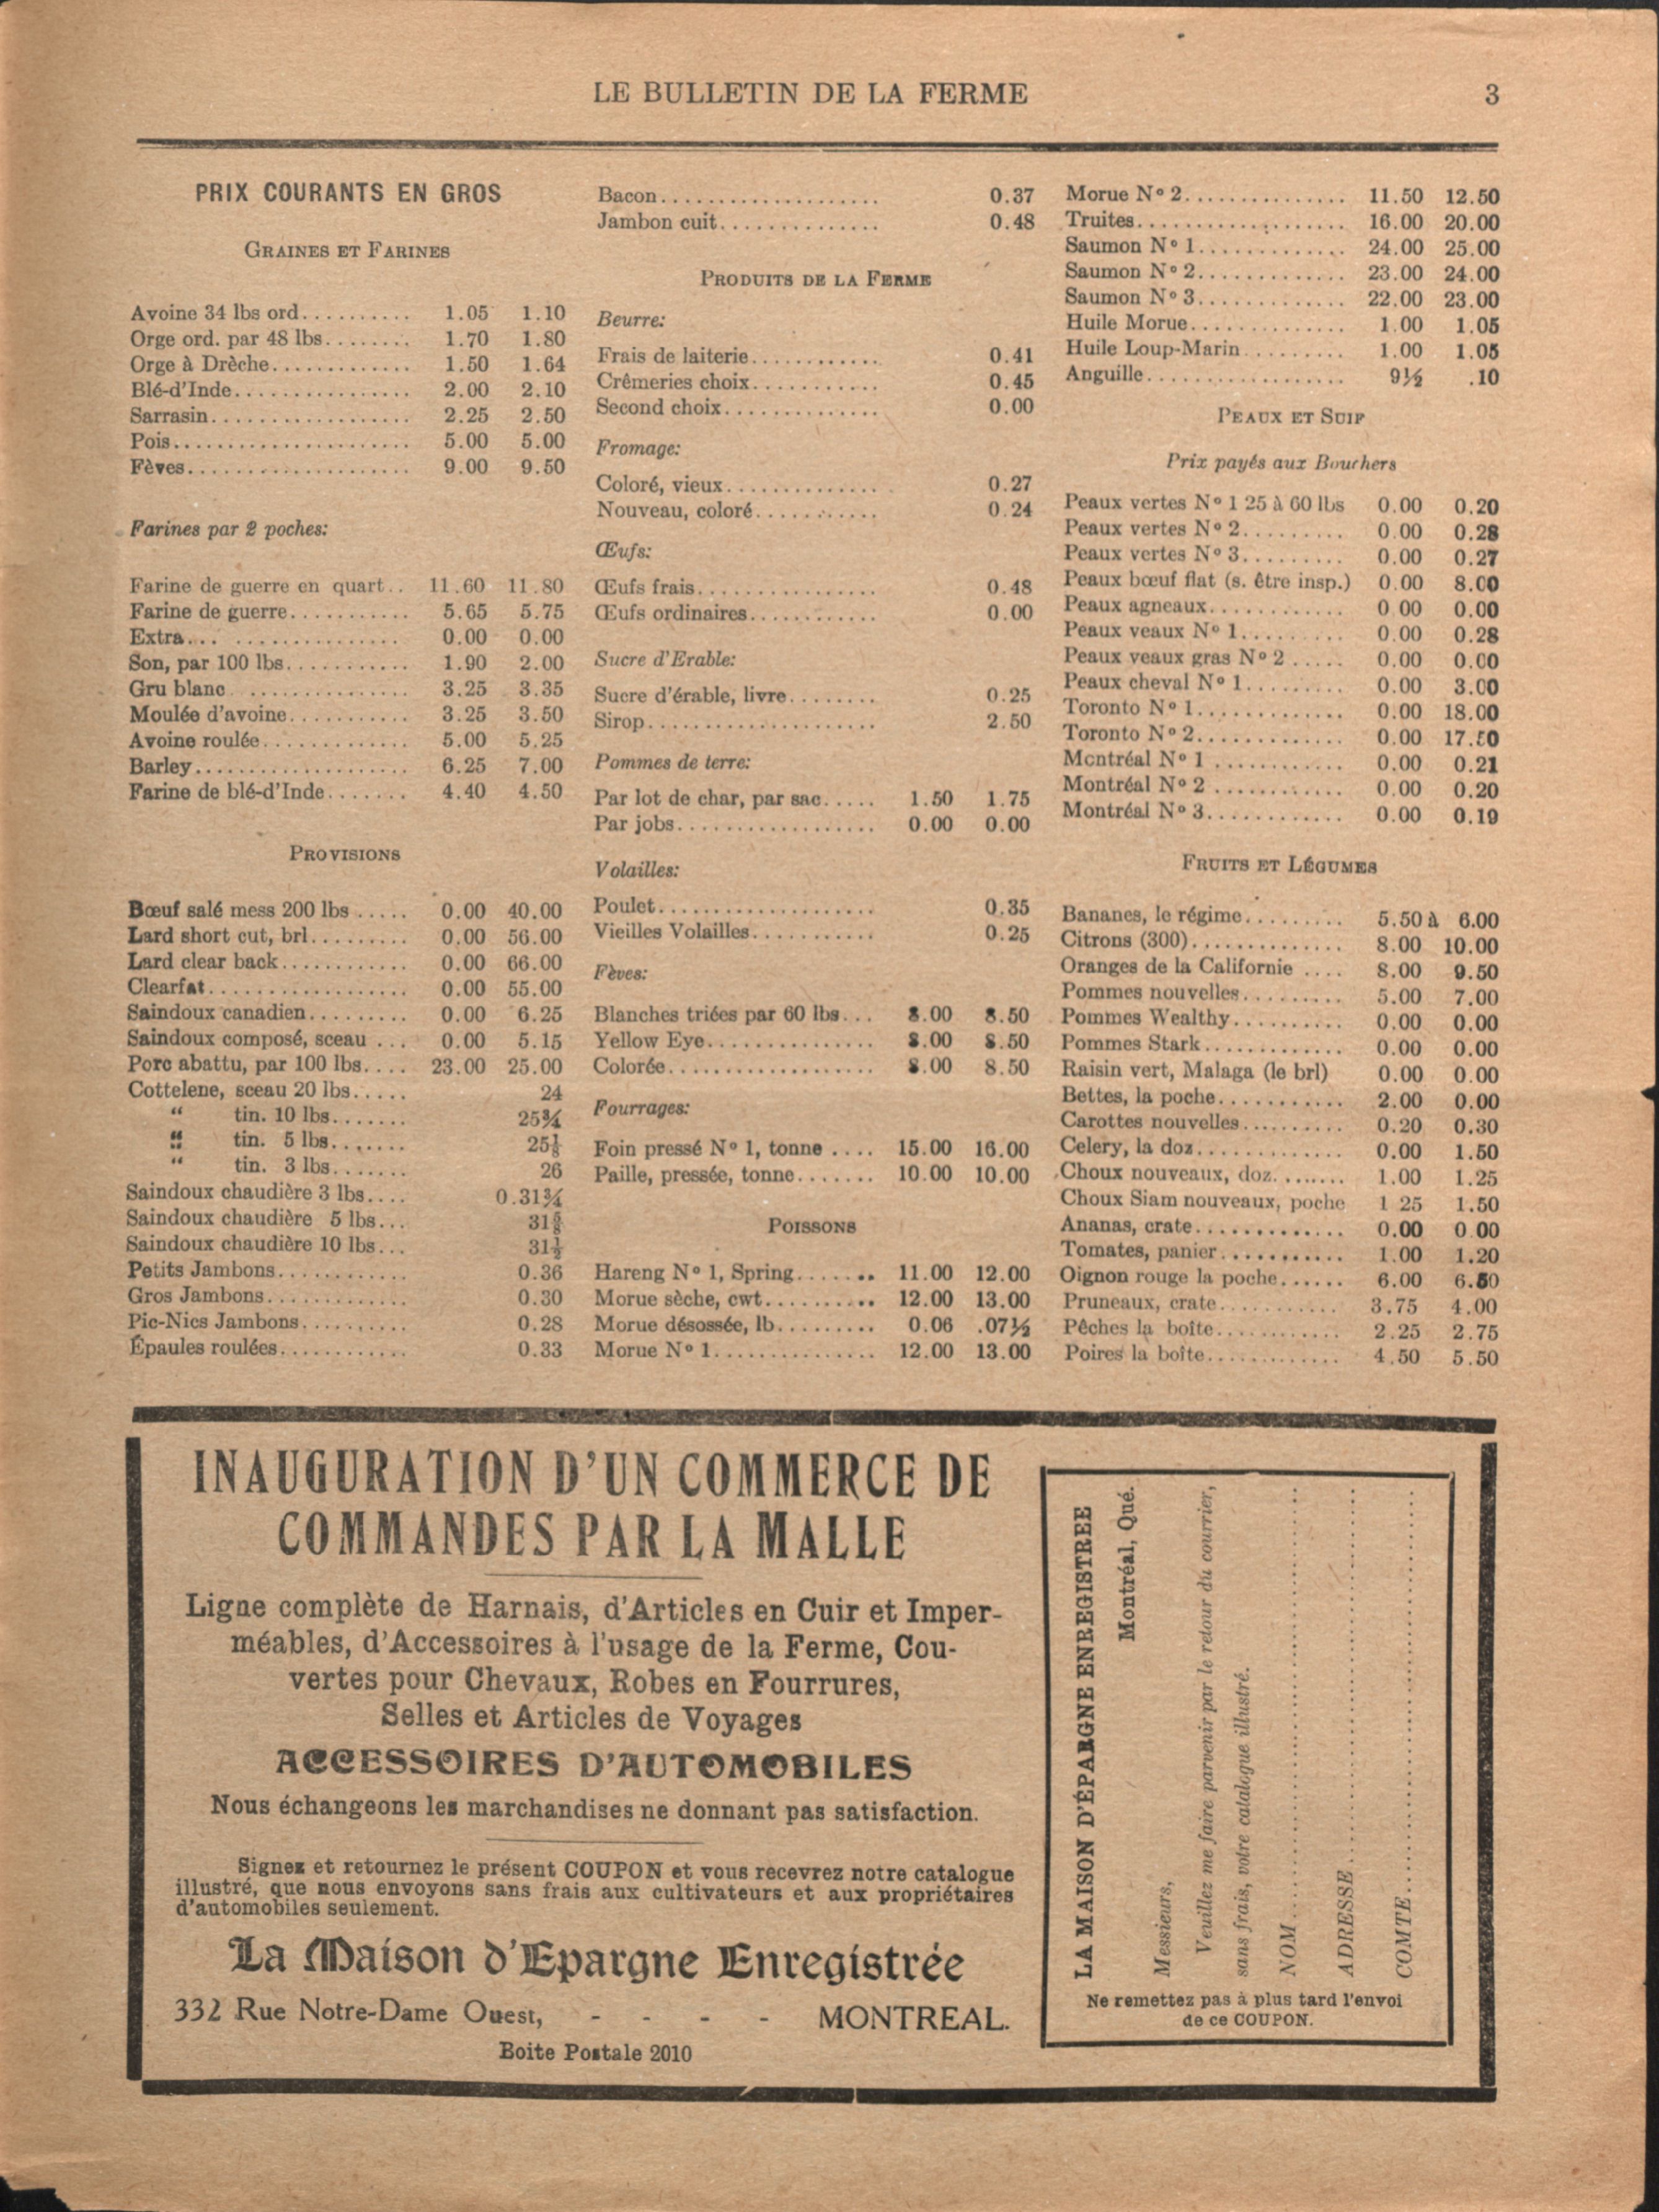 LE BULLETIN DE LA FERME 3
PRIX COURANTS EN GROS
GRAINES ET FARINES
Avoine 34 lbs ord.......... 1.05 1.10
Orge ord. par 48 lbs........ 1.70 1.80
Orge à Drèche............. 1.50 1.64
Blé-d'Inde................ 2.00 2.10
Sarrasin.................. 2.25 2.50
Pois...................... 5.00 5.00
Fèves..................... 9.00 9.50
Farines par 2 poches:
Farine de guerre en quart.. 11.60 11.80
Farine de guerre........... 5.65 5.75
Extra... ............... 0.00 0.00
Son, par 100 lbs........... 1.90 2.00
Gru blanc. ............... 3.25 3.35
Moulée d'avoine........... 3.25 3.50
Avoine roulée............. 5.00 5.25
Barley.................... 6.25 7.00
Farine de blé-d'Inde....... 4.40 4.50
PROVISIONS
Bœuf salé mess 200 lbs ..... 0.00 40.00
Lard short cut, brl......... 0.00 56.00
Lard clear back............ 0.00 66.00
Clearfat................. 0.00 55.00
Saindoux canadien......... 0.00 6.25
Saindoux composé, sceau ... 0.00 5.15
Porc abattu, par 100 lbs.... 23.00 25.00
Cottelene, sceau 20 lbs..... 24
“ tin. 10 lbs....... 25¾
“ tin. 5 lbs....... 25⅛
“ tin. 3 lbs....... 26
Saindoux chaudière 3 lbs.... 0.31¾
Saindoux chaudière 5 lbs... 31⅝
Saindoux chaudière 10 lbs... 31½
Petits Jambons............ 0.36
Gros Jambons............. 0.30
Pic-Nics Jambons.......... 0.28
Épaules roulées............ 0.33
Bacon.................... 0.37
Jambon cuit.............. 0.48
PRODUITS DE LA FERME
Beurre:
Frais de laiterie............ 0.41
Crêmeries choix........... 0.45
Second choix.............. 0.00
Fromage:
Coloré, vieux.............. 0.27
Nouveau, coloré........... 0.24
Œufs:
Œufs frais................ 0.48
Œufs ordinaires............ 0.00
Sucre d'Erable:
Sucre d'érable, livre........ 0.25
Sirop..................... 2.50
Pommes de terre:
Par lot de char, par sac..... 1.50 1.75
Par jobs.................. 0.00 0.00
Volailles:
Poulet.................... 0.35
Vieilles Volailles........... 0.25
Fèves:
Blanches triées par 60 lbs... 8.00 8.50
Yellow Eye............... 8.00 8.50
Colorée................... 8.00 8.50
Fourrages:
Foin pressé Nº 1, tonne .... 15.00 16.00
Paille, pressée, tonne....... 10.00 10.00
POISSONS
Hareng Nº 1, Spring....... 11.00 12.00
Morue sèche, cwt.......... 12.00 13.00
Morue désossée, lb......... 0.06 .07½
Morue Nº 1............... 12.00 13.00
Morue Nº 2............... 11.50 12.50
Truites................... 16.00 20.00
Saumon Nº 1............. 24.00 25.00
Saumon Nº 2............. 23.00 24.00
Saumon Nº 3............. 22.00 23.00
Huile Morue.............. 1.00 1.05
Huile Loup-Marin......... 1.00 1.05
Anguille.................. 9½ .10
PEAUX ET SUIF
Prix payés aux Bouchers
Peaux vertes Nº 1 25 à 60 lbs 0.00 0.20
Peaux vertes Nº 2......... 0.00 0.28
Peaux vertes Nº 3......... 0.00 0.27
Peaux bœuf flat (s. être insp.) 0.00 8.00
Peaux agneaux............ 0 00 0.00
Peaux veaux Nº 1......... 0.00 0.28
Peaux veaux gras Nº 2..... 0.00 0.00
Peaux cheval Nº 1......... 0.00 3.00
Toronto Nº 1............. 0.00 18.00
Toronto Nº 2............. 0.00 17.50
Montréal Nº 1 ........... 0.00 0.21
Montréal Nº 2 ........... 0.00 0.20
Montréal Nº 3............ 0.00 0.19
FRUITS ET LÉGUMES
Bananes, le régime......... 5.50 à 6.00
Citrons (300)............. 8.00 10.00
Oranges de la Californie .... 8.00 9.50
Pommes nouvelles......... 5.00 7.00
Pommes Wealthy.......... 0.00 0.00
Pommes Stark............ 0.00 0.00
Raisin vert, Malaga (le brl) 0.00 0.00
Bettes, la poche........... 2.00 0.00
Carottes nouvelles......... 0.20 0.30
Celery, la doz............. 0.00 1.50
Choux nouveaux, doz....... 1.00 1.25
Choux Siam nouveaux, poche 1 25 1.50
Ananas, crate............. 0.00 0 00
Tomates, panier........... 1.00 1.20
Oignon rouge la poche...... 6.00 6.50
Pruneaux, crate........... 3.75 4.00
Pêches la boîte............ 2.25 2.75
Poires la boîte............ 4.50 5.50
INAUGURATION D'UN COMMERCE DE
COMMANDES PAR LA MALLE
Ligne complète de Harnais, d'Articles en Cuir et Imper-
méables, d'Accessoires à l'usage de la Ferme, Cou-
vertes pour Chevaux, Robes en Fourrures,
Selles et Articles de Voyages
ACCESSOIRES D'AUTOMOBILES
Nous échangeons les marchandises ne donnant pas satisfaction.
Signez et retournez le présent COUPON et vous recevrez notre catalogue
illustré, que nous envoyons sans frais aux cultivateurs et aux propriétaires
d'automobiles seulement.
La Maison d'Epargne Enregistrée
332 Rue Notre-Dame Ouest, - - - - MONTREAL.
Boite Postale 2010
LA MAISON D'ÉPARGNE ENREGISTREE
Montréal, Qué.
Messieurs,
Veuillez me faire parvenir par le retour du courrier,
sans frais, votre catalogue illustré.
NOM..............................
ADRESSE..............................
COMTE..............................
Ne remettez pas à plus tard l'envoi
de ce COUPON.